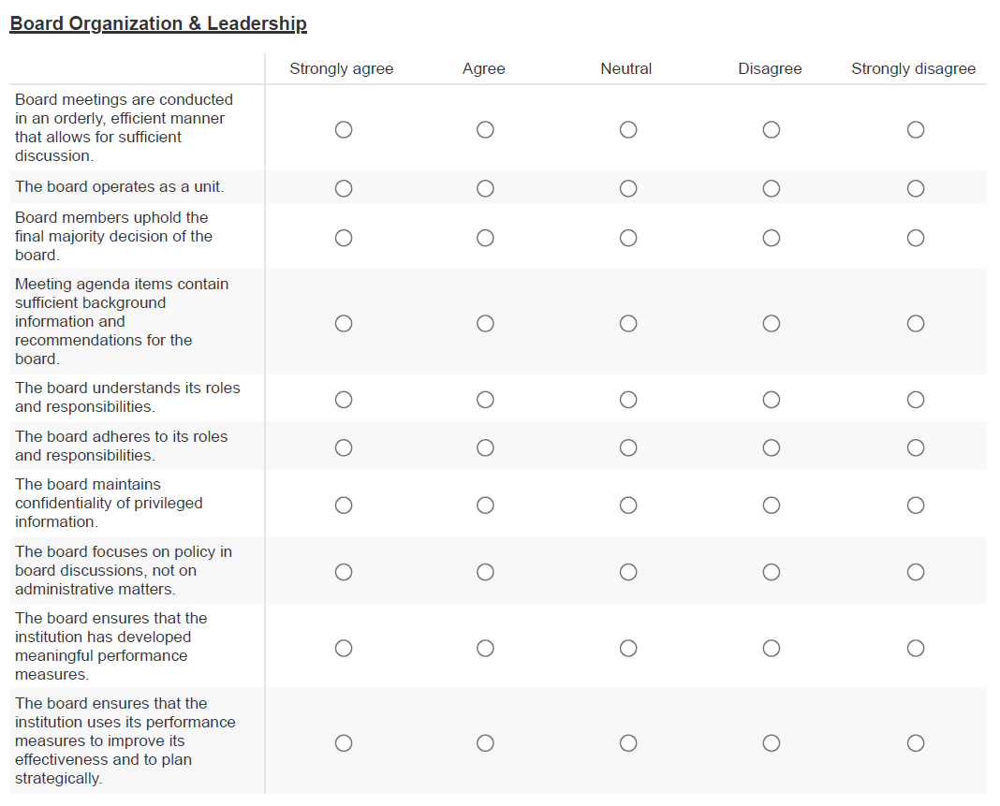 Board Organization & Leadership
Strongly agree Agree Neutral Disagree Strongly disagree
Board meetings are conducted
in an orderly, efficient manner
that allows for sufficient
discussion.
The board operates as a unit.
Board members uphold the
final majority decision of the
board.
Meeting agenda items contain
sufficient background
information and
recommendations for the
board.
The board understands its roles
and responsibilities.
The board adheres to its roles
and responsibilities.
The board maintains
confidentiality of privileged
information.
The board focuses on policy in
board discussions, not on
administrative matters.
The board ensures that the
institution has developed
meaningful performance
measures.
The board ensures that the
institution uses its performance
measures to improve its
effectiveness and to plan
strategically.